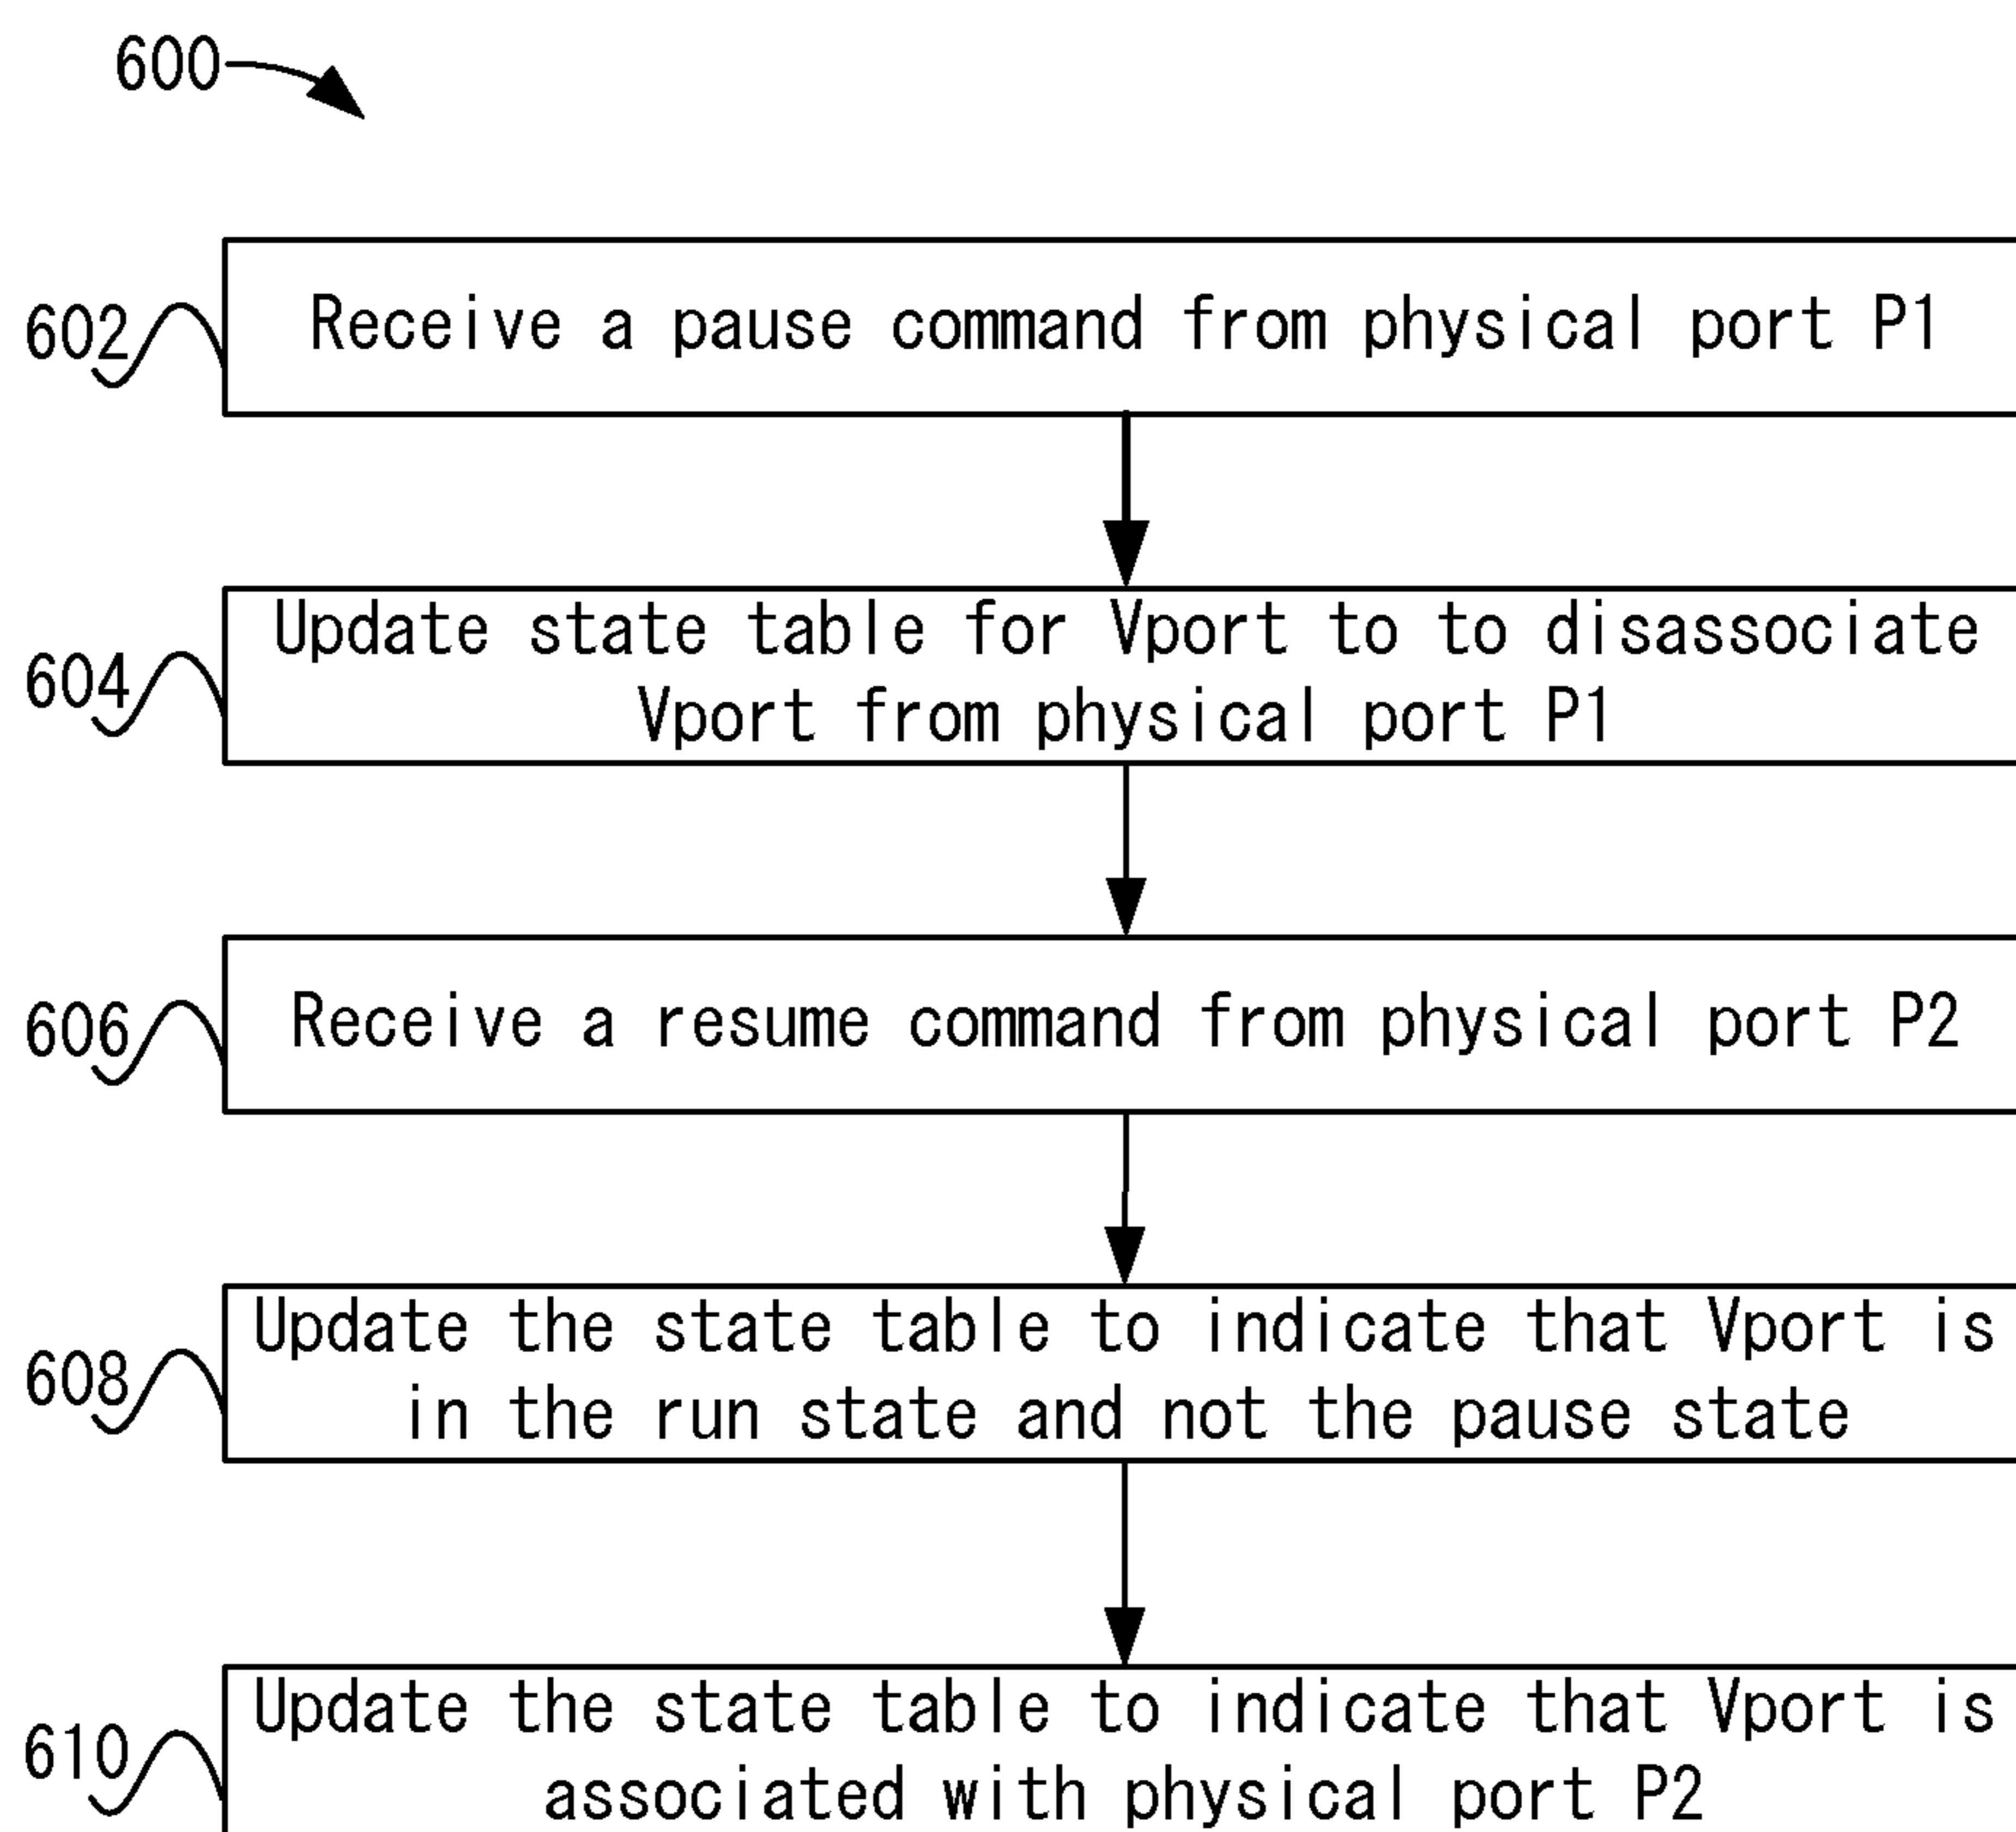 600
602
Receive a pause command from physical port P1
604
Update state table for Vport to to disassociate
Vport from physical port P1
606
Receive a resume command from physical port P2
608
Update the state table to indicate that Vport is
in the run state and not the pause state
610
Update the state table to indicate that Vport is
associated with physical port P2